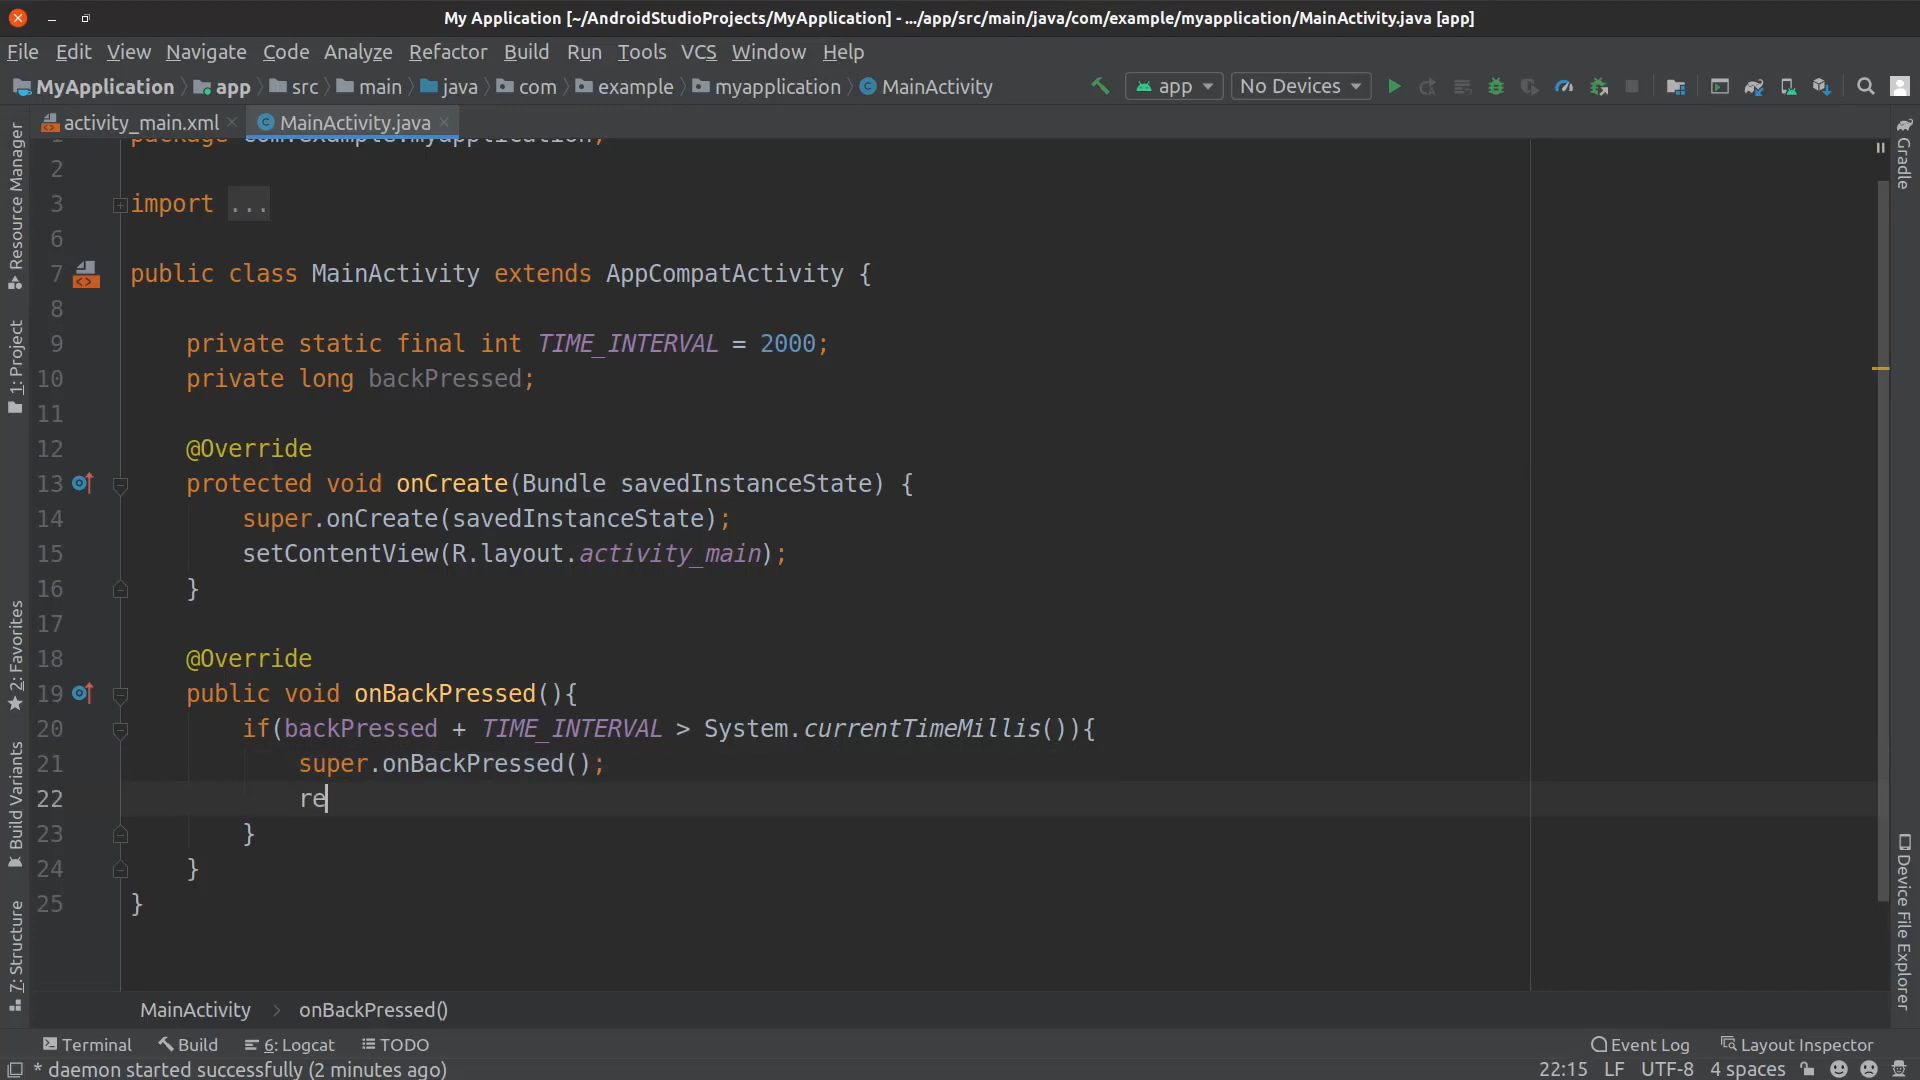 My Application [~/AndroidStudioProjects/MyApplication] - .../app/src/main/java/com/example/myapplication/MainActivity.java [app]
File Edit View Navigate Code Analyze Refactor Build Run Tools VCS Window Help
MyApplication app src main java com example myapplication MainActivity app No Devices
activity_main.xml MainActivity.java
1 package com.example.myapplication;
2
3 import ...
6
7 public class MainActivity extends AppCompatActivity {
8
9 private static final int TIME_INTERVAL = 2000;
10 private long backPressed;
11
12 @Override
13 protected void onCreate(Bundle savedInstanceState) {
14 super.onCreate(savedInstanceState);
15 setContentView(R.layout.activity_main);
16 }
17
18 @Override
19 public void onBackPressed(){
20 if(backPressed + TIME_INTERVAL > System.currentTimeMillis()){
21 super.onBackPressed();
22 re
23 }
24 }
25 }
Resource Manager
1: Project
2: Favorites
Build Variants
7: Structure
Gradle
Device File Explorer
MainActivity > onBackPressed()
Terminal Build 6: Logcat TODO Event Log Layout Inspector
* daemon started successfully (2 minutes ago) 22:15 LF UTF-8 4 spaces